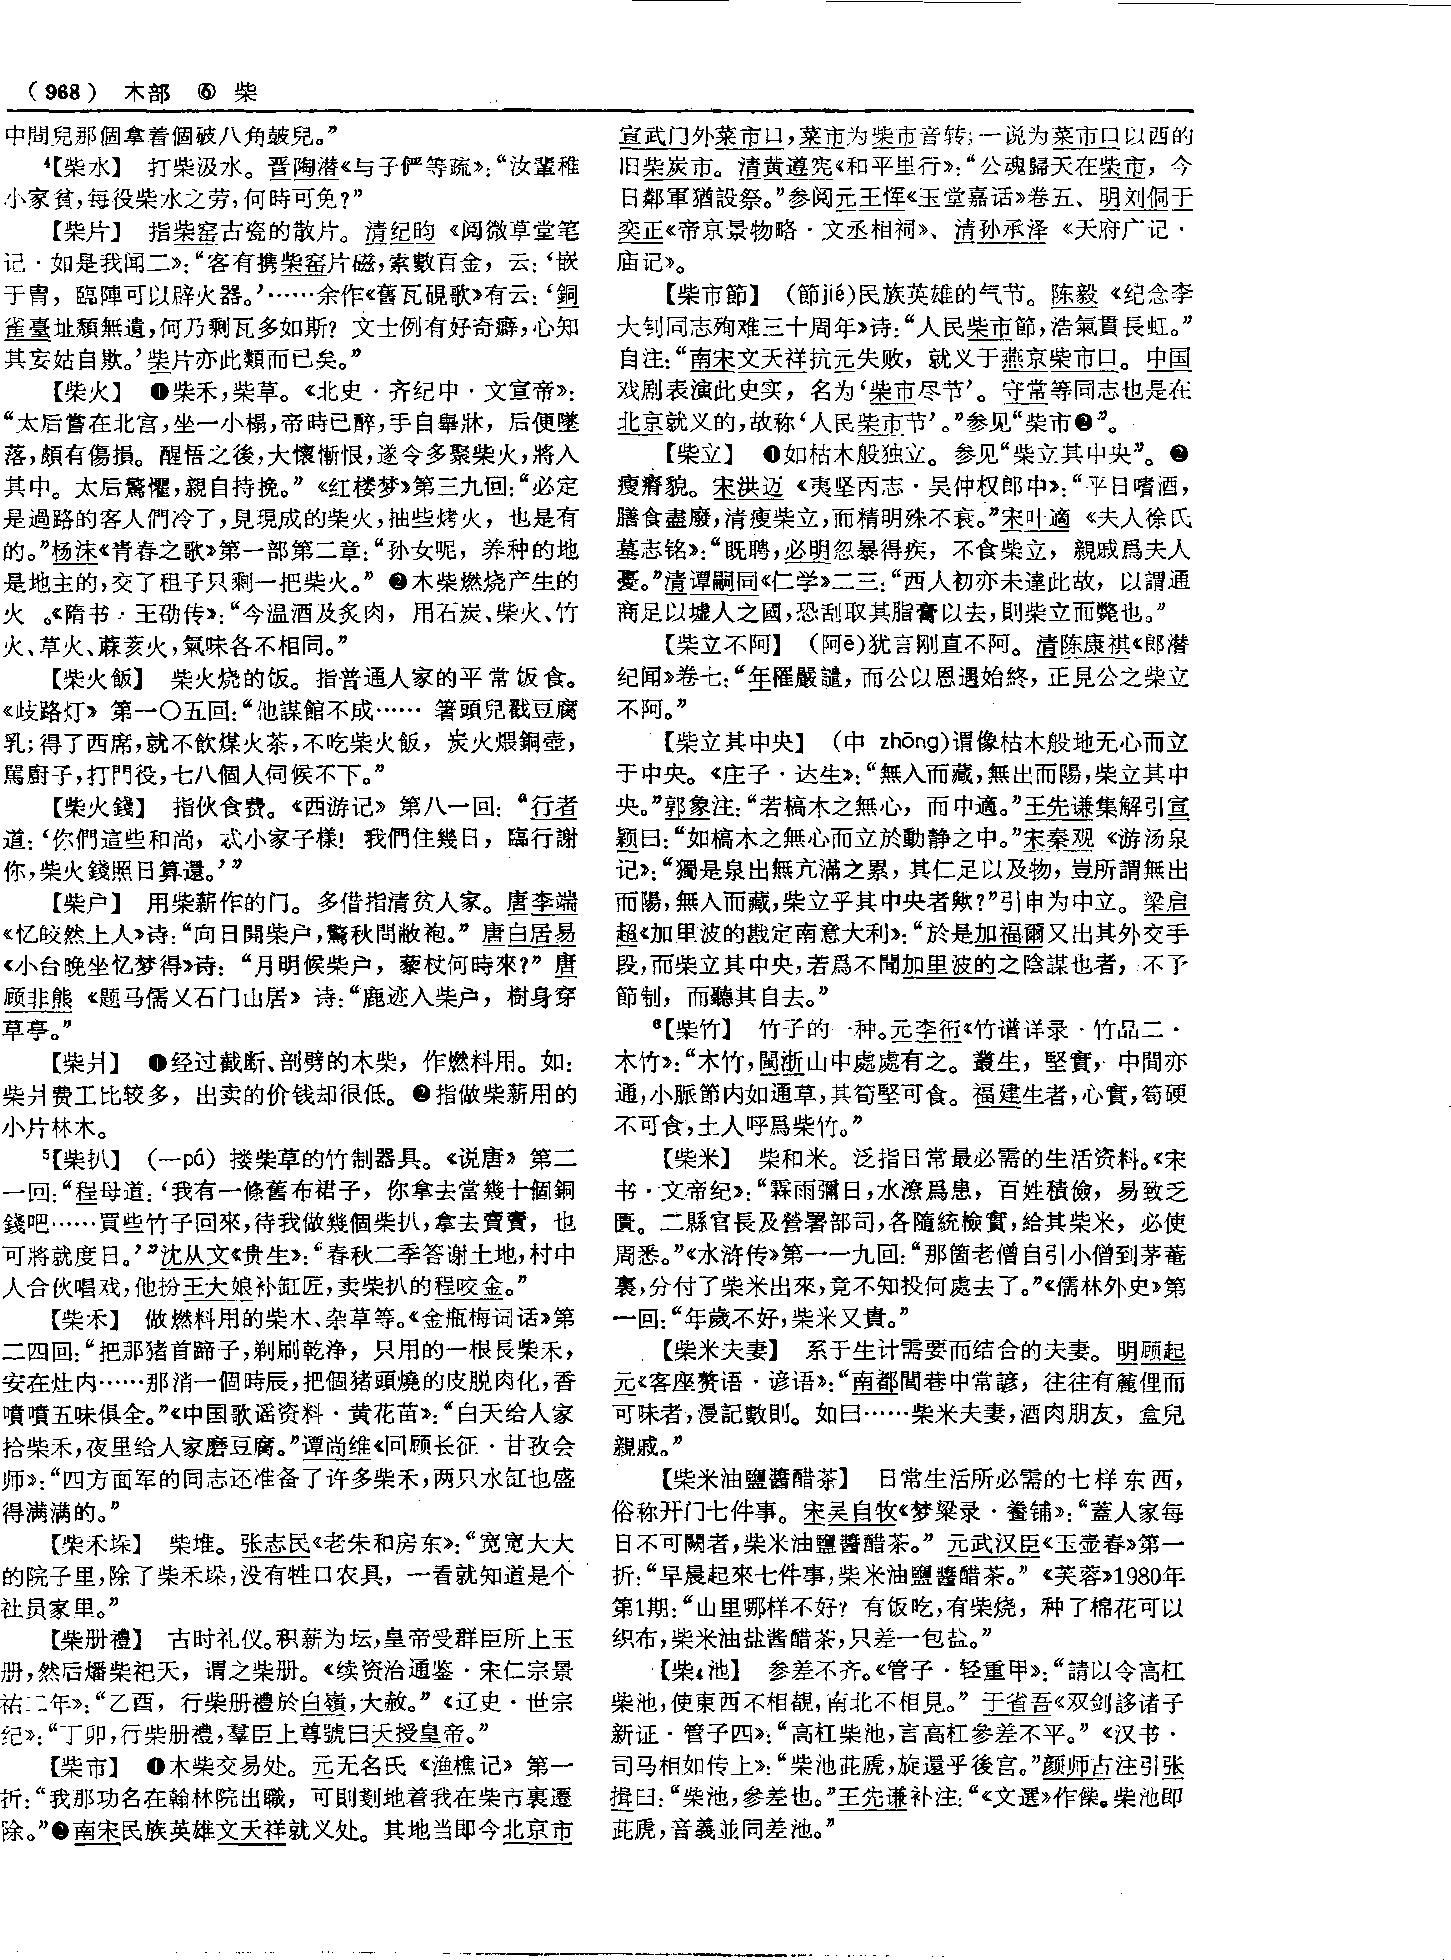 （968） 木部 ⑥ 柴
中間兒那個拿着個破八角皷兒。”
4【柴水】 打柴汲水。晋陶潜《与子俨等疏》：“汝輩稚
小家貧，每役柴水之劳，何時可免？”
【柴片】 指柴窑古瓷的散片。清纪昀《阅微草堂笔
记·如是我闻二》：“客有携柴窑片磁，索數百金，云：‘嵌
于胄，臨陣可以辟火器。’……余作《舊瓦硯歌》有云：‘銅
雀臺址頽無遺，何乃剩瓦多如斯？文士例有好奇癖，心知
其妄姑自欺。’柴片亦此類而已矣。”
【柴火】 ❶柴禾，柴草。《北史·齐纪中·文宣帝》：
“太后嘗在北宫，坐一小榻，帝時已醉，手自舉牀，后便墜
落，頗有傷損。醒悟之後，大懷慚恨，遂令多聚柴火，將入
其中。太后驚懼，親自持挽。”《红楼梦》第三九回：“必定
是過路的客人們冷了，見現成的柴火，抽些烤火，也是有
的。”杨沫《青春之歌》第一部第二章：“孙女呢，养种的地
是地主的，交了租子只剩一把柴火。” ❷木柴燃烧产生的
火。《隋书·王劭传》：“今温酒及炙肉，用石炭、柴火、竹
火、草火、蔴荄火，氣味各不相同。”
【柴火飯】 柴火烧的饭。指普通人家的平常饭食。
《歧路灯》第一〇五回：“他謀館不成……箸頭兒戳豆腐
乳；得了西席，就不飲煤火茶，不吃柴火飯，炭火煨銅壺，
駡廚子，打門役，七八個人伺候不下。”
【柴火錢】 指伙食费。《西游记》第八一回：“行者
道：‘你們這些和尚，忒小家子樣！我們住幾日，臨行謝
你，柴火錢照日算還。’”
【柴户】 用柴薪作的门。多借指清贫人家。唐李端
《忆皎然上人》诗：“向日開柴户，驚秋問敝袍。” 唐白居易
《小台晚坐忆梦得》诗：“月明候柴户，藜杖何時來？” 唐
顾非熊《题马儒乂石门山居》诗：“鹿迹入柴户，樹身穿
草亭。”
【柴爿】 ❶经过截断、剖劈的木柴，作燃料用。如：
柴爿费工比较多，出卖的价钱却很低。❷指做柴薪用的
小片林木。
5【柴扒】 （—pá）搂柴草的竹制器具。《说唐》第二
一回：“程母道：‘我有一條舊布裙子，你拿去當幾十個銅
錢吧……買些竹子回來，待我做幾個柴扒，拿去賣賣，也
可將就度日。’”沈从文《贵生》：“春秋二季答谢土地，村中
人合伙唱戏，他扮王大娘补缸匠，卖柴扒的程咬金。”
【柴禾】 做燃料用的柴木、杂草等。《金瓶梅词话》第
二四回：“把那猪首蹄子，剃刷乾净，只用的一根長柴禾，
安在灶内……那消一個時辰，把個猪頭燒的皮脱肉化，香
噴噴五味俱全。”《中国歌谣资料·黄花苗》：“白天给人家
拾柴禾，夜里给人家磨豆腐。”谭尚维《回顾长征·甘孜会
师》：“四方面军的同志还准备了许多柴禾，两只水缸也盛
得满满的。”
【柴禾垛】 柴堆。张志民《老朱和房东》：“宽宽大大
的院子里，除了柴禾垛，没有牲口农具，一看就知道是个
社员家里。”
【柴册禮】 古时礼仪。积薪为坛，皇帝受群臣所上玉
册，然后燔柴祀天，谓之柴册。《续资治通鉴·宋仁宗景
祐二年》：“乙酉，行柴册禮於白嶺，大赦。”《辽史·世宗
纪》：“丁卯，行柴册禮，羣臣上尊號曰天授皇帝。”
【柴市】 ❶木柴交易处。元无名氏《渔樵记》第一
折：“我那功名在翰林院出職，可則剗地着我在柴市裏遷
除。”❷南宋民族英雄文天祥就义处。其地当即今北京市
宣武门外菜市口，菜市为柴市音转；一说为菜市口以西的
旧柴炭市。清黄遵宪《和平里行》：“公魂歸天在柴市，今
日鄰軍猶設祭。”参阅元王恽《玉堂嘉话》卷五、明刘侗于
奕正《帝京景物略·文丞相祠》、清孙承泽《天府广记·
庙记》。
【柴市節】 （節jié）民族英雄的气节。陈毅《纪念李
大钊同志殉难三十周年》诗：“人民柴市節，浩氣貫長虹。”
自注：“南宋文天祥抗元失败，就义于燕京柴市口。中国
戏剧表演此史实，名为‘柴市尽节’。守常等同志也是在
北京就义的，故称‘人民柴市节’。”参见“柴市❷”。
【柴立】 ❶如枯木般独立。参见“柴立其中央”。❷
瘦瘠貌。宋洪迈《夷坚丙志·吴仲权郎中》：“平日嗜酒，
膳食盡廢，清瘦柴立，而精明殊不衰。”宋叶適《夫人徐氏
墓志铭》：“既聘，必明忽暴得疾，不食柴立，親戚爲夫人
憂。”清谭嗣同《仁学》二三：“西人初亦未達此故，以謂通
商足以墟人之國，恐刮取其脂膏以去，則柴立而斃也。”
【柴立不阿】 （阿ē）犹言刚直不阿。清陈康祺《郎潜
纪闻》卷七：“年罹嚴譴，而公以恩遇始終，正見公之柴立
不阿。”
【柴立其中央】 （中 zhōng）谓像枯木般地无心而立
于中央。《庄子·达生》：“無入而藏，無出而陽，柴立其中
央。”郭象注：“若槁木之無心，而中適。”王先谦集解引宣
颖曰：“如槁木之無心而立於動静之中。”宋秦观《游汤泉
记》：“獨是泉出無亢滿之累，其仁足以及物，豈所謂無出
而陽，無入而藏，柴立乎其中央者歟？”引申为中立。梁启
超《加里波的戡定南意大利》：“於是加福爾又出其外交手
段，而柴立其中央，若爲不聞加里波的之陰謀也者，不予
節制，而聽其自去。”
6【柴竹】 竹子的一种。元李衎《竹谱详录·竹品二·
木竹》：“木竹，閩浙山中處處有之。叢生，堅實，中間亦
通，小脈節内如通草，其筍堅可食。福建生者，心實，筍硬
不可食，土人呼爲柴竹。”
【柴米】 柴和米。泛指日常最必需的生活资料。《宋
书·文帝纪》：“霖雨彌日，水潦爲患，百姓積儉，易致乏
匱。二縣官長及營署部司，各隨統檢實，給其柴米，必使
周悉。”《水浒传》第一一九回：“那箇老僧自引小僧到茅菴
裏，分付了柴米出來，竟不知投何處去了。”《儒林外史》第
一回：“年歲不好，柴米又貴。”
【柴米夫妻】 系于生计需要而结合的夫妻。明顾起
元《客座赘语·谚语》：“南都閭巷中常諺，往往有麄俚而
可味者，漫記數則。如曰……柴米夫妻，酒肉朋友，盒兒
親戚。”
【柴米油鹽醬醋茶】 日常生活所必需的七样东西，
俗称开门七件事。宋吴自牧《梦粱录·鲞铺》：“蓋人家每
日不可闕者，柴米油鹽醬醋茶。” 元武汉臣《玉壶春》第一
折：“早晨起來七件事，柴米油鹽醬醋茶。”《芙蓉》1980年
第1期：“山里哪样不好？有饭吃，有柴烧，种了棉花可以
织布，柴米油盐酱醋茶，只差一包盐。”
【柴4池】 参差不齐。《管子·轻重甲》：“請以令高杠
柴池，使東西不相覩，南北不相見。” 于省吾《双剑誃诸子
新证·管子四》：“高杠柴池，言高杠參差不平。”《汉书·
司马相如传上》：“柴池茈虒，旋還乎後宫。”颜师古注引张
揖曰：“柴池，參差也。”王先谦补注：“《文選》作傺。柴池即
茈虒，音義並同差池。”